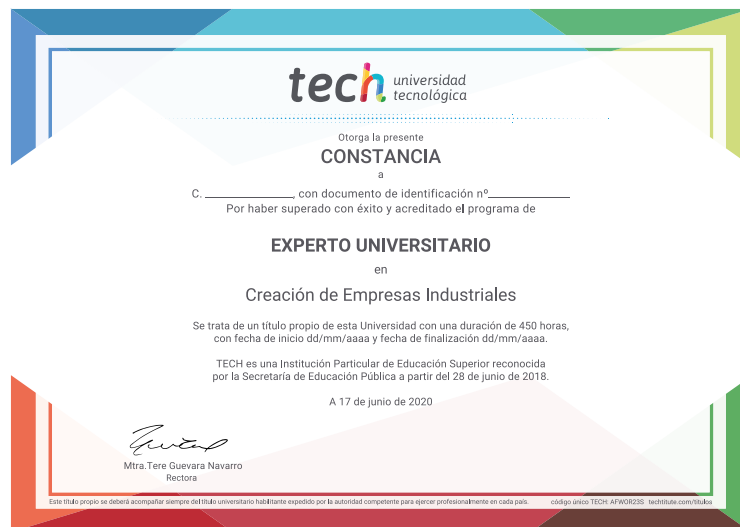 tech universidad
tecnológica
Otorga la presente
CONSTANCIA
a
C. ______________, con documento de identificación nº______________
Por haber superado con éxito y acreditado el programa de
EXPERTO UNIVERSITARIO
en
Creación de Empresas Industriales
Se trata de un título propio de esta Universidad con una duración de 450 horas,
con fecha de inicio dd/mm/aaaa y fecha de finalización dd/mm/aaaa.
TECH es una Institución Particular de Educación Superior reconocida
por la Secretaría de Educación Pública a partir del 28 de junio de 2018.
A 17 de junio de 2020
Mtra.Tere Guevara Navarro
Rectora
Este título propio se deberá acompañar siempre del título universitario habilitante expedido por la autoridad competente para ejercer profesionalmente en cada país. código único TECH: AFWOR23S techtitute.com/titulos